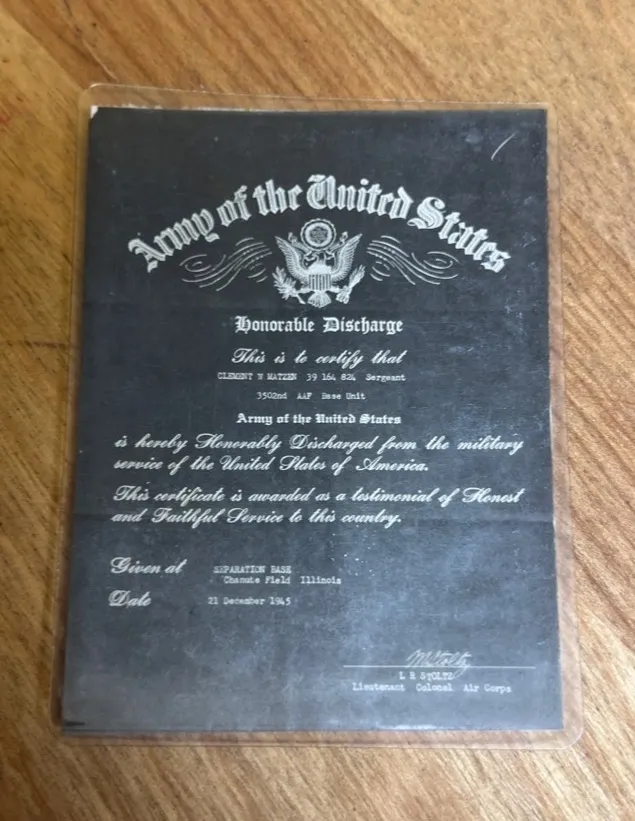 Army of the United States
Honorable Discharge
This is to certify that
CLEMENT W MATZEN 39 164 824 Sergeant
3502nd AAF Base Unit
Army of the United States
is hereby Honorably Discharged from the military
service of the United States of America.
This certificate is awarded as a testimonial of Honest
and Faithful Service to this country.
Given at SEPARATION BASE
Chanute Field Illinois
Date 21 December 1945
L R STOLTZ
Lieutenant Colonel Air Corps